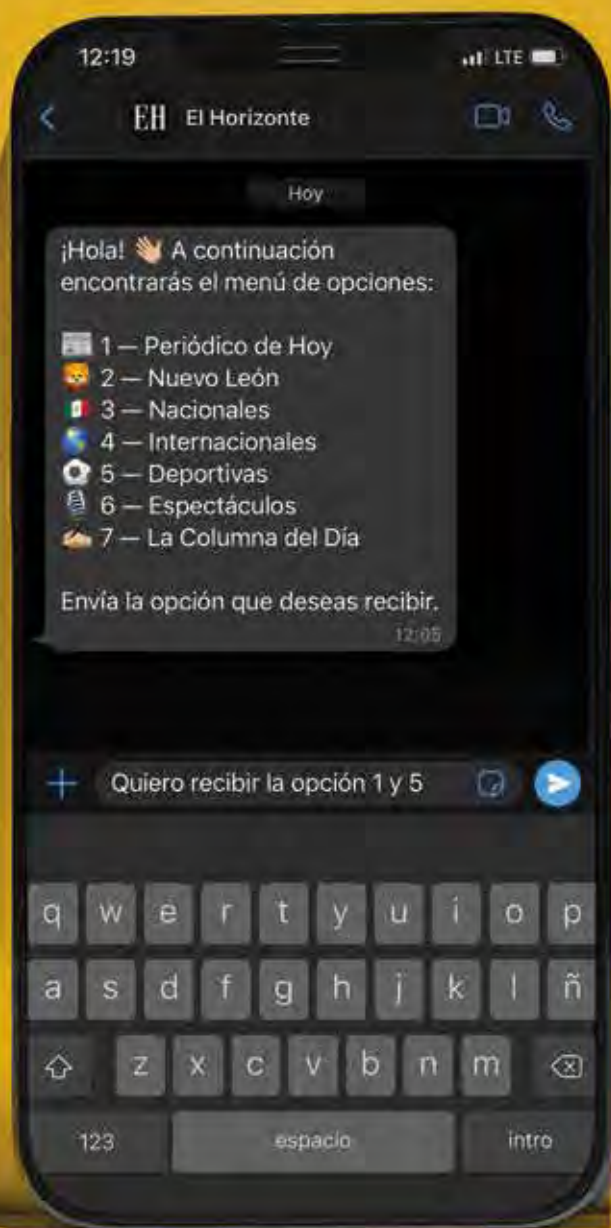 12:19
LTE
EH El Horizonte
Hoy
¡Hola! 👋🏻 A continuación
encontrarás el menú de opciones:
📰 1 — Periódico de Hoy
🦁 2 — Nuevo León
🇲🇽 3 — Nacionales
🌎 4 — Internacionales
⚽ 5 — Deportivas
🎙 6 — Espectáculos
✍🏼 7 — La Columna del Día
Envía la opción que deseas recibir.
12:05
Quiero recibir la opción 1 y 5
q w e r t y u i o p
a s d f g h j k l ñ
z x c v b n m
123 espacio intro